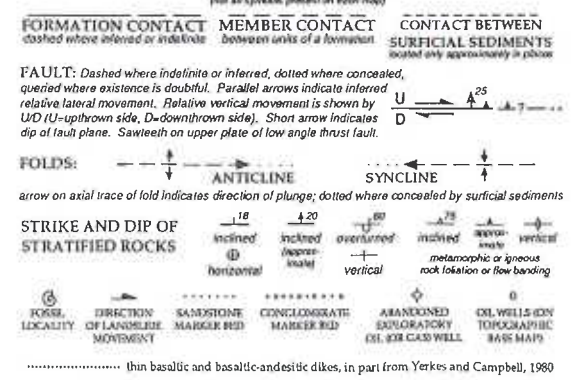 FORMATION CONTACT MEMBER CONTACT CONTACT BETWEEN
dashed where inferred or indefinite between units of a formation SURFICIAL SEDIMENTS
located only approximately in places
FAULT: Dashed where indefinite or inferred, dotted where concealed,
queried where existence is doubtful. Parallel arrows indicate inferred
relative lateral movement. Relative vertical movement is shown by
U/D (U=upthrown side, D=downthrown side). Short arrow indicates
dip of fault plane. Sawteeth on upper plate of low angle thrust fault.
U 25 ?
D
FOLDS: ANTICLINE SYNCLINE
arrow on axial trace of fold indicates direction of plunge; dotted where concealed by surficial sediments
STRIKE AND DIP OF
STRATIFIED ROCKS
18 20 60 75
inclined inclined overturned inclined approx- vertical
(approx- imate
imate)
horizontal vertical
metamorphic or igneous
rock foliation or flow banding
FOSSIL DIRECTION SANDSTONE CONGLOMERATE ABANDONED OIL WELLS (ON
LOCALITY OF LANDSLIDE MARKER BED MARKER BED EXPLORATORY TOPOGRAPHIC
MOVEMENT OIL (OR GAS) WELL BASE MAP)
thin basaltic and basaltic-andesitic dikes, in part from Yerkes and Campbell, 1980